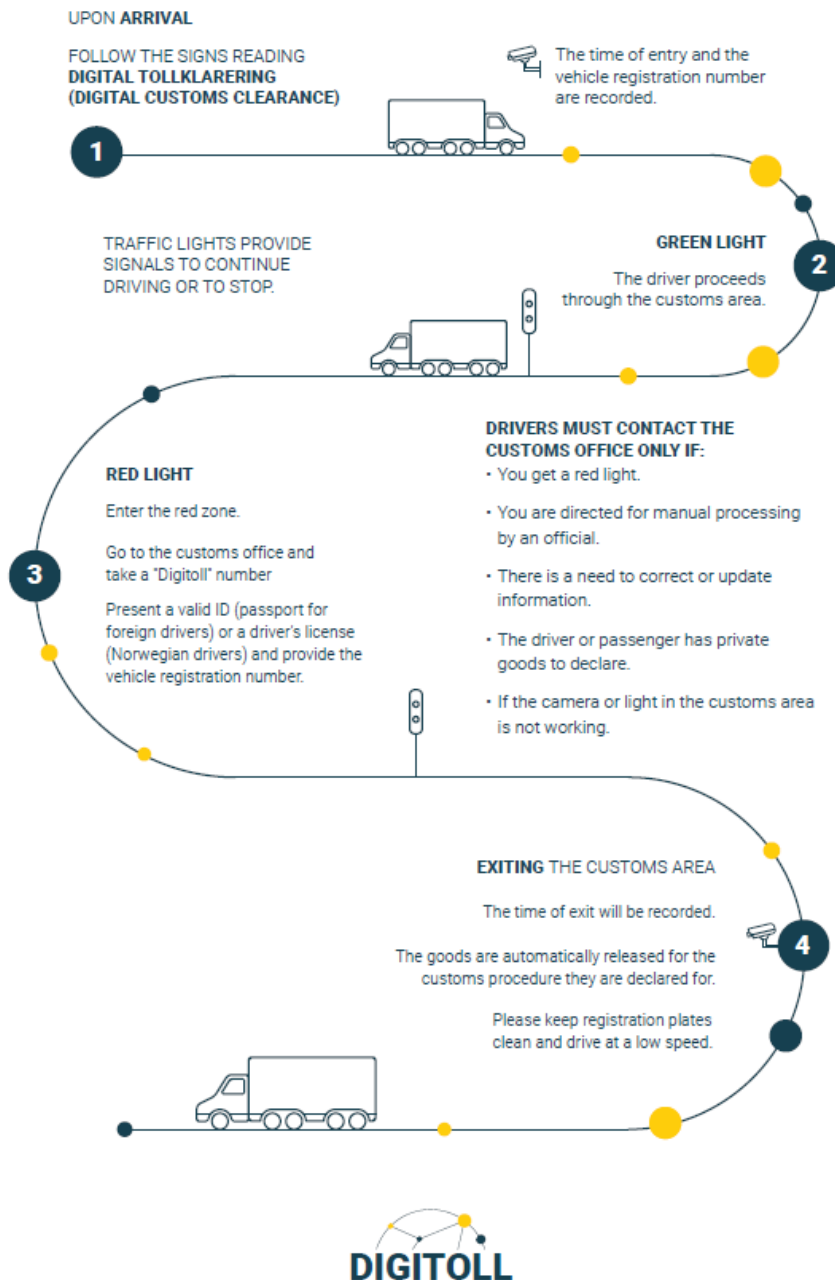 UPON ARRIVAL
FOLLOW THE SIGNS READING
DIGITAL TOLLKLARERING
(DIGITAL CUSTOMS CLEARANCE)
The time of entry and the
vehicle registration number
are recorded.
1
TRAFFIC LIGHTS PROVIDE
SIGNALS TO CONTINUE
DRIVING OR TO STOP.
GREEN LIGHT
2
The driver proceeds
through the customs area.
RED LIGHT
Enter the red zone.
Go to the customs office and
take a "Digitoll" number
3
Present a valid ID (passport for
foreign drivers) or a driver's license
(Norwegian drivers) and provide the
vehicle registration number.
DRIVERS MUST CONTACT THE
CUSTOMS OFFICE ONLY IF:
• You get a red light.
• You are directed for manual processing
by an official.
• There is a need to correct or update
information.
• The driver or passenger has private
goods to declare.
• If the camera or light in the customs area
is not working.
EXITING THE CUSTOMS AREA
The time of exit will be recorded.
4
The goods are automatically released for the
customs procedure they are declared for.
Please keep registration plates
clean and drive at a low speed.
DIGITOLL